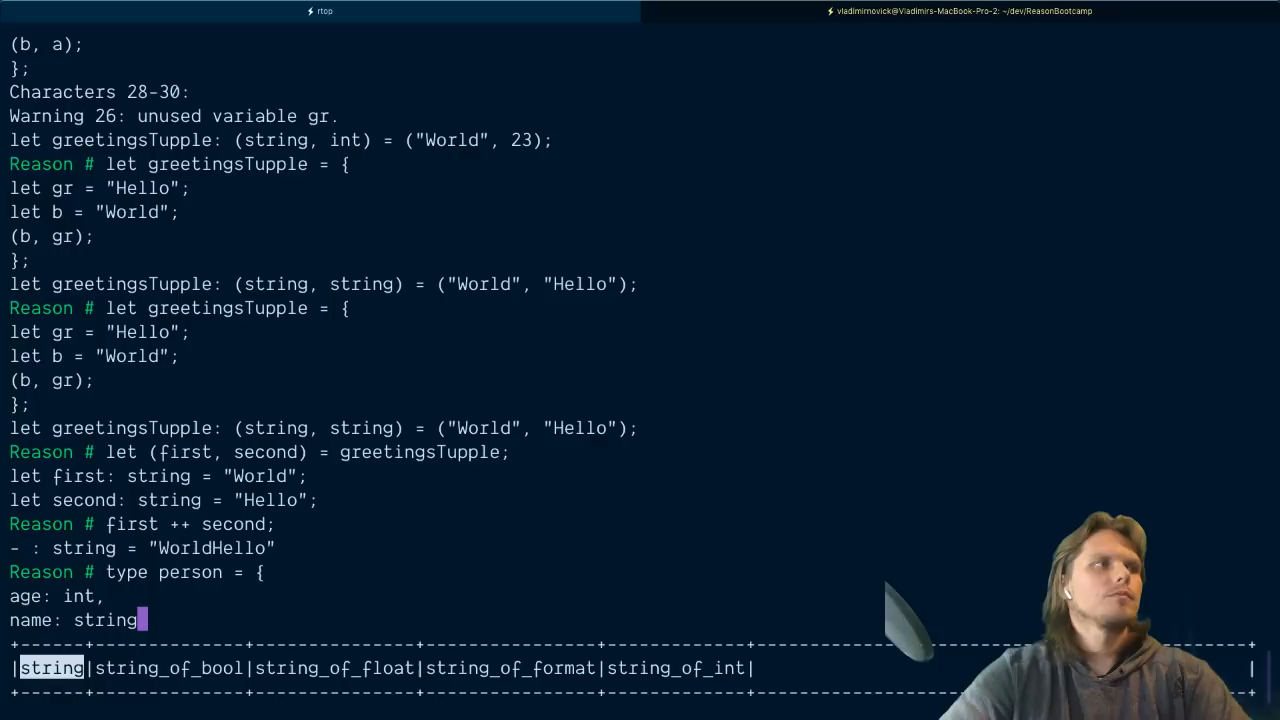 ⚡ rtop
⚡ vladimirnovick@Vladimirs-MacBook-Pro-2: ~/dev/ReasonBootcamp
(b, a);
};
Characters 28-30:
Warning 26: unused variable gr.
let greetingsTupple: (string, int) = ("World", 23);
Reason # let greetingsTupple = {
let gr = "Hello";
let b = "World";
(b, gr);
};
let greetingsTupple: (string, string) = ("World", "Hello");
Reason # let greetingsTupple = {
let gr = "Hello";
let b = "World";
(b, gr);
};
let greetingsTupple: (string, string) = ("World", "Hello");
Reason # let (first, second) = greetingsTupple;
let first: string = "World";
let second: string = "Hello";
Reason # first ++ second;
- : string = "WorldHello"
Reason # type person = {
age: int,
name: string
|string|string_of_bool|string_of_float|string_of_format|string_of_int|